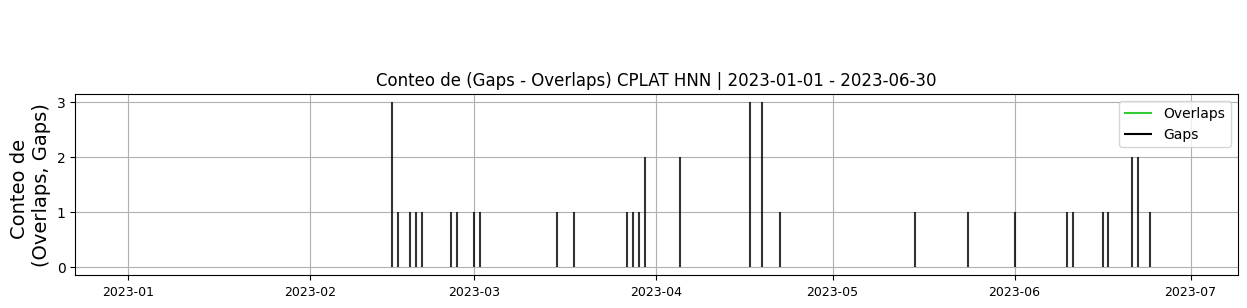 Conteo de (Gaps - Overlaps) CPLAT HNN | 2023-01-01 - 2023-06-30
Conteo de
(Overlaps, Gaps)
3
2
1
0
Overlaps
Gaps
2023-01 2023-02 2023-03 2023-04 2023-05 2023-06 2023-07